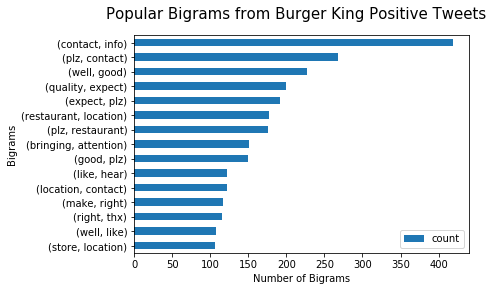 Popular Bigrams from Burger King Positive Tweets
(contact, info)
(plz, contact)
(well, good)
(quality, expect)
(expect, plz)
(restaurant, location)
(plz, restaurant)
(bringing, attention)
(good, plz)
(like, hear)
(location, contact)
(make, right)
(right, thx)
(well, like)
(store, location)
Bigrams
count
0 50 100 150 200 250 300 350 400
Number of Bigrams